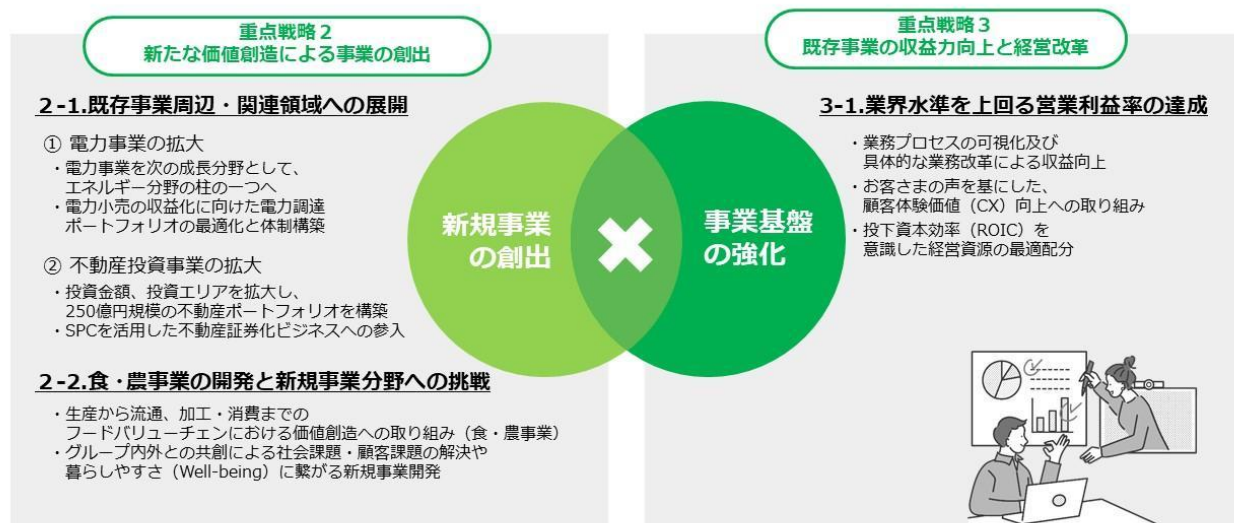 重点戦略２
新たな価値創造による事業の創出
２-1.既存事業周辺・関連領域への展開
① 電力事業の拡大
・電力事業を次の成長分野として、
エネルギー分野の柱の一つへ
・電力小売の収益化に向けた電力調達
ポートフォリオの最適化と体制構築
② 不動産投資事業の拡大
・投資金額、投資エリアを拡大し、
250億円規模の不動産ポートフォリオを構築
・SPCを活用した不動産証券化ビジネスへの参入
２-２.食・農事業の開発と新規事業分野への挑戦
・生産から流通、加工・消費までの
フードバリューチェンにおける価値創造への取り組み（食・農事業）
・グループ内外との共創による社会課題・顧客課題の解決や
暮らしやすさ（Well-being）に繋がる新規事業開発
新規事業
の創出
事業基盤
の強化
重点戦略３
既存事業の収益力向上と経営改革
3-1.業界水準を上回る営業利益率の達成
・業務プロセスの可視化及び
具体的な業務改革による収益向上
・お客さまの声を基にした、
顧客体験価値（CX）向上への取り組み
・投下資本効率（ROIC）を
意識した経営資源の最適配分